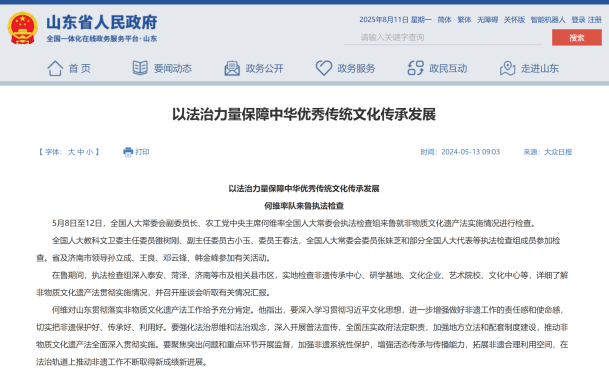 山东省人民政府
全国一体化在线政务服务平台·山东
2025年8月11日 星期一 简体 繁体 无障碍 关怀版 智能机器人 登录 注册
请输入关键字查询
搜索
首页 要闻动态 政务公开 政务服务 政民互动 走进山东
以法治力量保障中华优秀传统文化传承发展
【 字体： 大 中 小 】 打印 时间：2024-05-13 09:03 来源：大众日报
以法治力量保障中华优秀传统文化传承发展
何维率队来鲁执法检查
5月8日至12日，全国人大常委会副委员长、农工党中央主席何维率全国人大常委会执法检查组来鲁就非物质文化遗产法实施情况进行检查。
全国人大教科文卫委主任委员雒树刚、副主任委员古小玉、委员王春法，全国人大常委会委员张妹芝和部分全国人大代表等执法检查组成员参加检
查。省及济南市领导孙立成、王良、邓云锋、韩金峰参加有关活动。
在鲁期间，执法检查组深入泰安、菏泽、济南等市及相关县市区，实地检查非遗传承中心、研学基地、文化企业、艺术院校、文化中心等，详细了解
非物质文化遗产法贯彻实施情况，并召开座谈会听取有关情况汇报。
何维对山东贯彻落实非物质文化遗产法工作给予充分肯定。他指出，要深入学习贯彻习近平文化思想，进一步增强做好非遗工作的责任感和使命感，
切实把非遗保护好、传承好、利用好。要强化法治思维和法治观念，深入开展普法宣传，全面压实政府法定职责，加强地方立法和配套制度建设，推动非
物质文化遗产法全面深入贯彻实施。要聚焦突出问题和重点环节开展监督，加强非遗系统性保护，增强活态传承与传播能力，拓展非遗合理利用空间，在
法治轨道上推动非遗工作不断取得新成绩新进展。